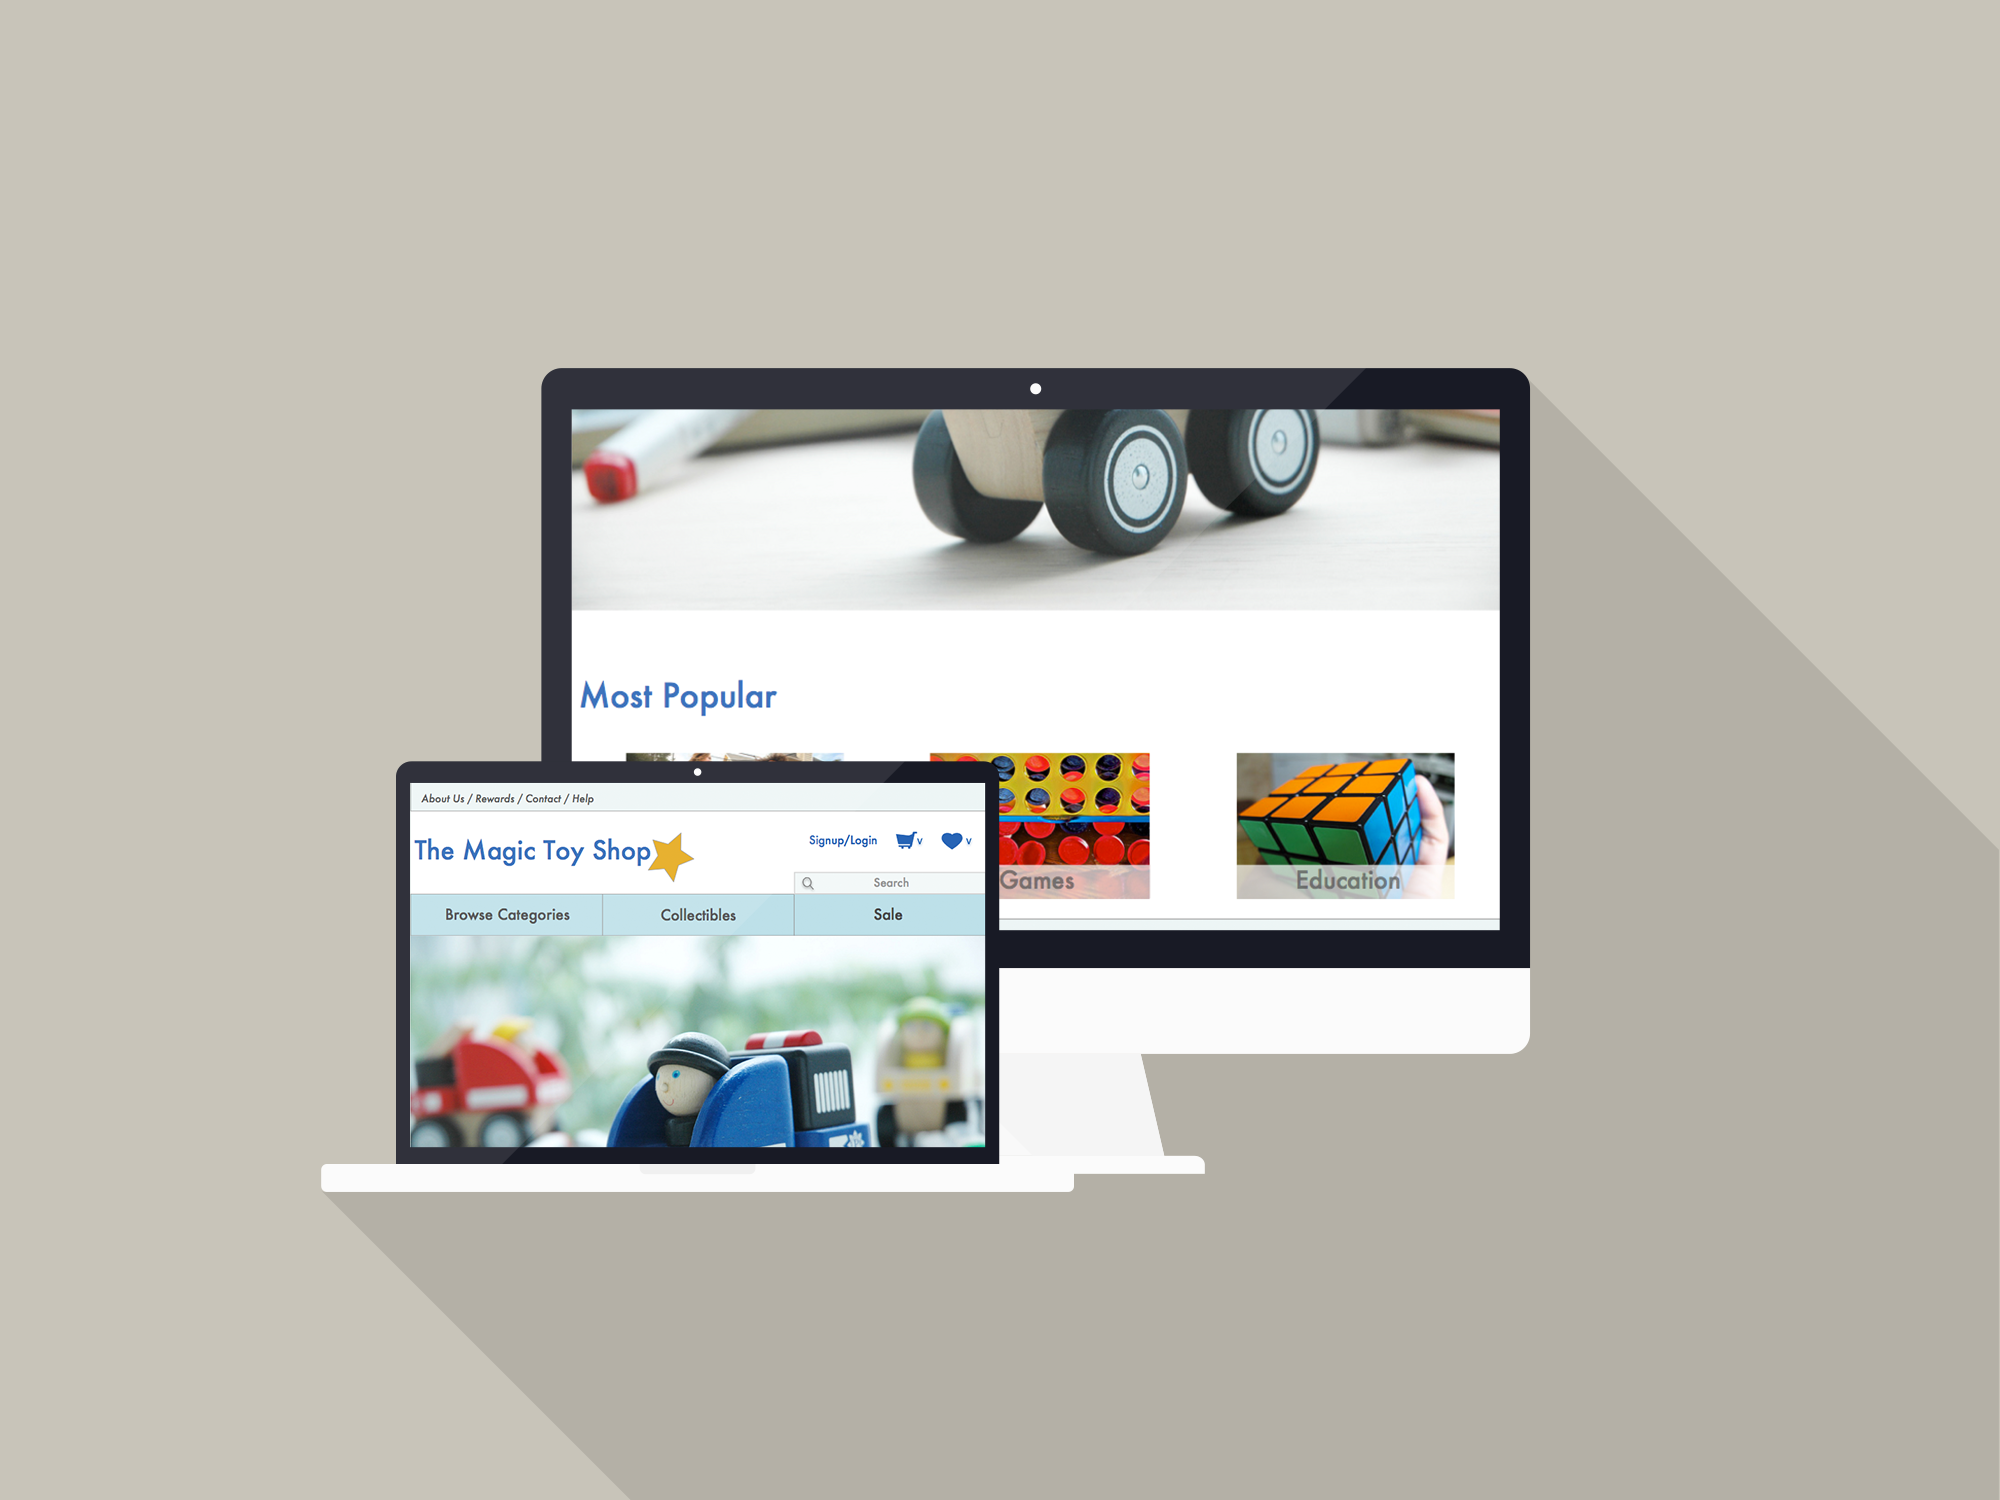 Most Popular
Games
Education
About Us / Rewards / Contact / Help
The Magic Toy Shop
Signup/Login
v
v
Search
Browse Categories
Collectibles
Sale